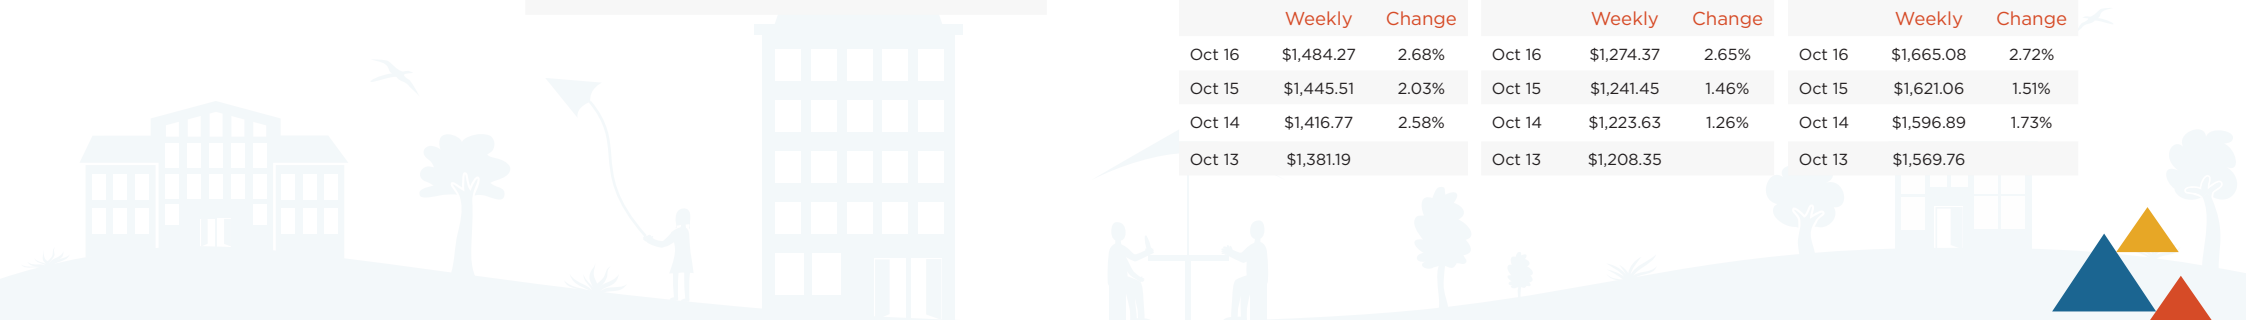 Weekly Change Weekly Change Weekly Change
Oct 16 $1,484.27 2.68% Oct 16 $1,274.37 2.65% Oct 16 $1,665.08 2.72%
Oct 15 $1,445.51 2.03% Oct 15 $1,241.45 1.46% Oct 15 $1,621.06 1.51%
Oct 14 $1,416.77 2.58% Oct 14 $1,223.63 1.26% Oct 14 $1,596.89 1.73%
Oct 13 $1,381.19 Oct 13 $1,208.35 Oct 13 $1,569.76